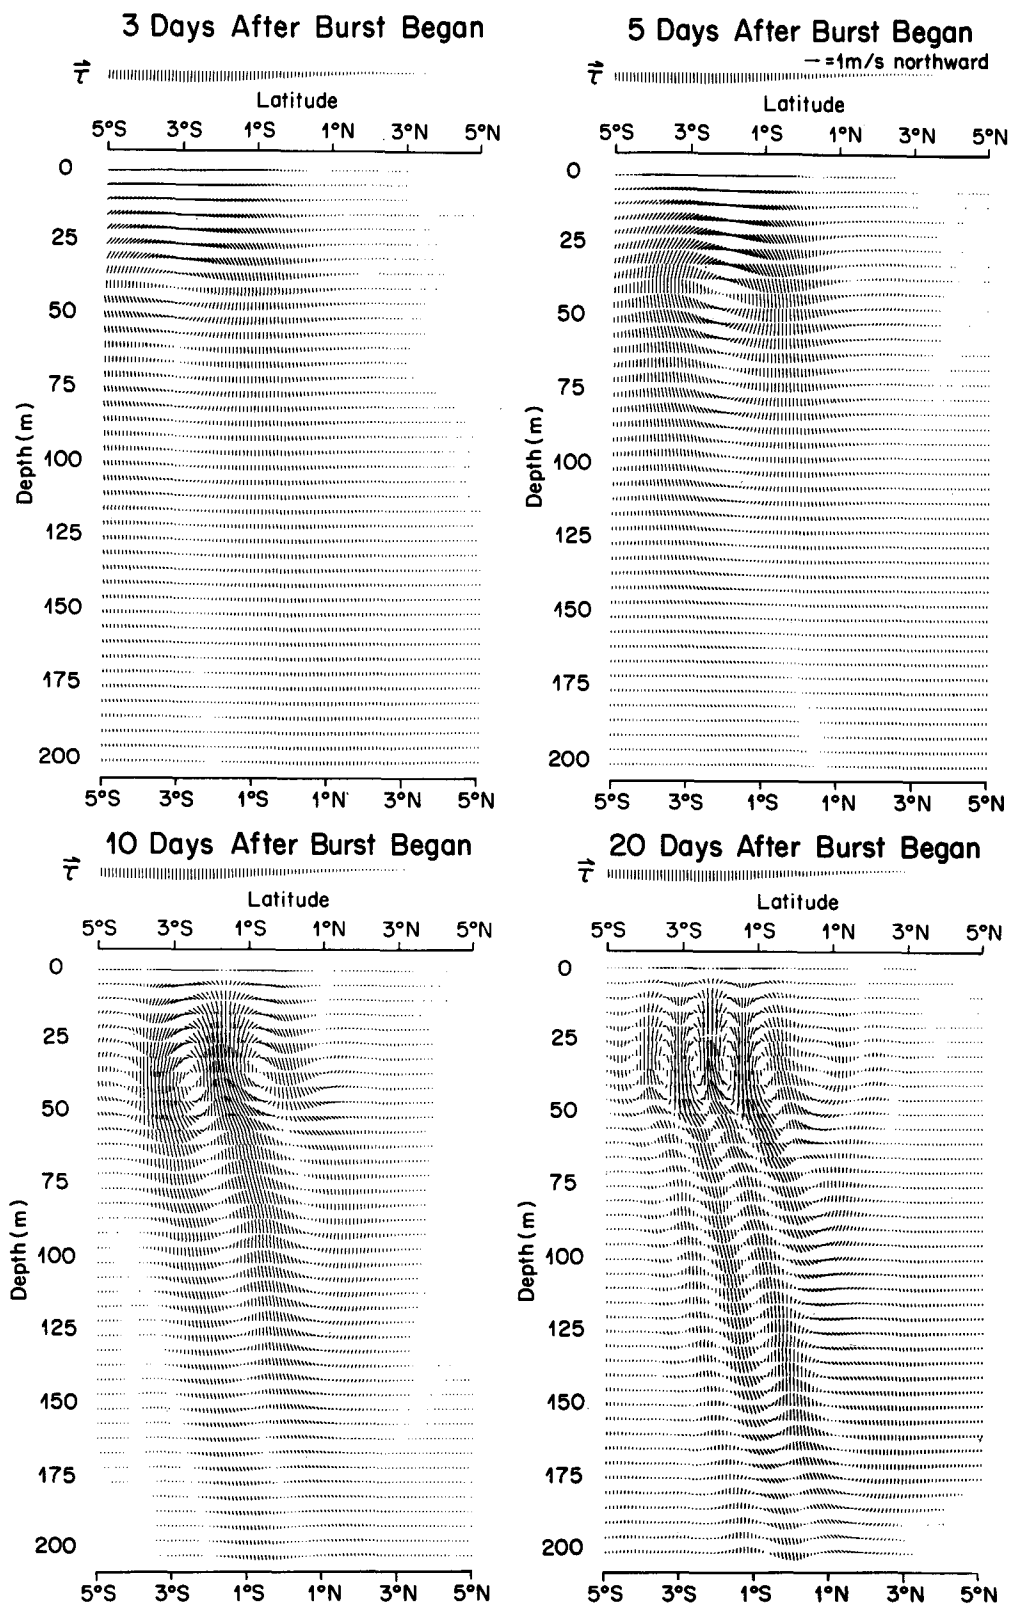 3 Days After Burst Began
τ⃗
Latitude
5°S 3°S 1°S 1°N 3°N 5°N
0
25
50
75
100
125
150
175
200
Depth (m)
5°S 3°S 1°S 1°N 3°N 5°N
5 Days After Burst Began
→ = 1m/s northward
τ⃗
Latitude
5°S 3°S 1°S 1°N 3°N 5°N
0
25
50
75
100
125
150
175
200
Depth (m)
5°S 3°S 1°S 1°N 3°N 5°N
10 Days After Burst Began
τ⃗
Latitude
5°S 3°S 1°S 1°N 3°N 5°N
0
25
50
75
100
125
150
175
200
Depth (m)
5°S 3°S 1°S 1°N 3°N 5°N
20 Days After Burst Began
τ⃗
Latitude
5°S 3°S 1°S 1°N 3°N 5°N
0
25
50
75
100
125
150
175
200
Depth (m)
5°S 3°S 1°S 1°N 3°N 5°N